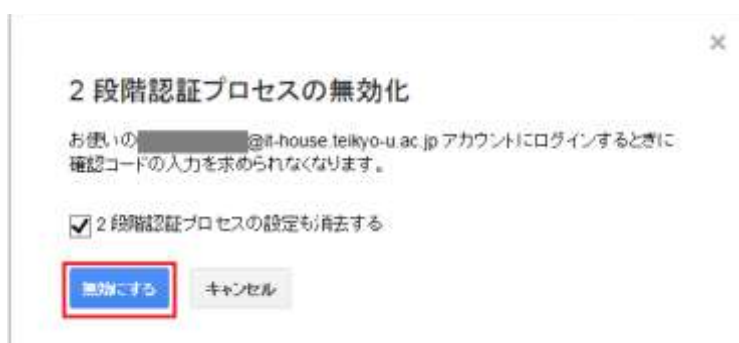 ×
2 段階認証プロセスの無効化
お使いの @it-house.teikyo-u.ac.jp アカウントにログインするときに
確認コードの入力を求められなくなります。
2 段階認証プロセスの設定も消去する
無効にする キャンセル